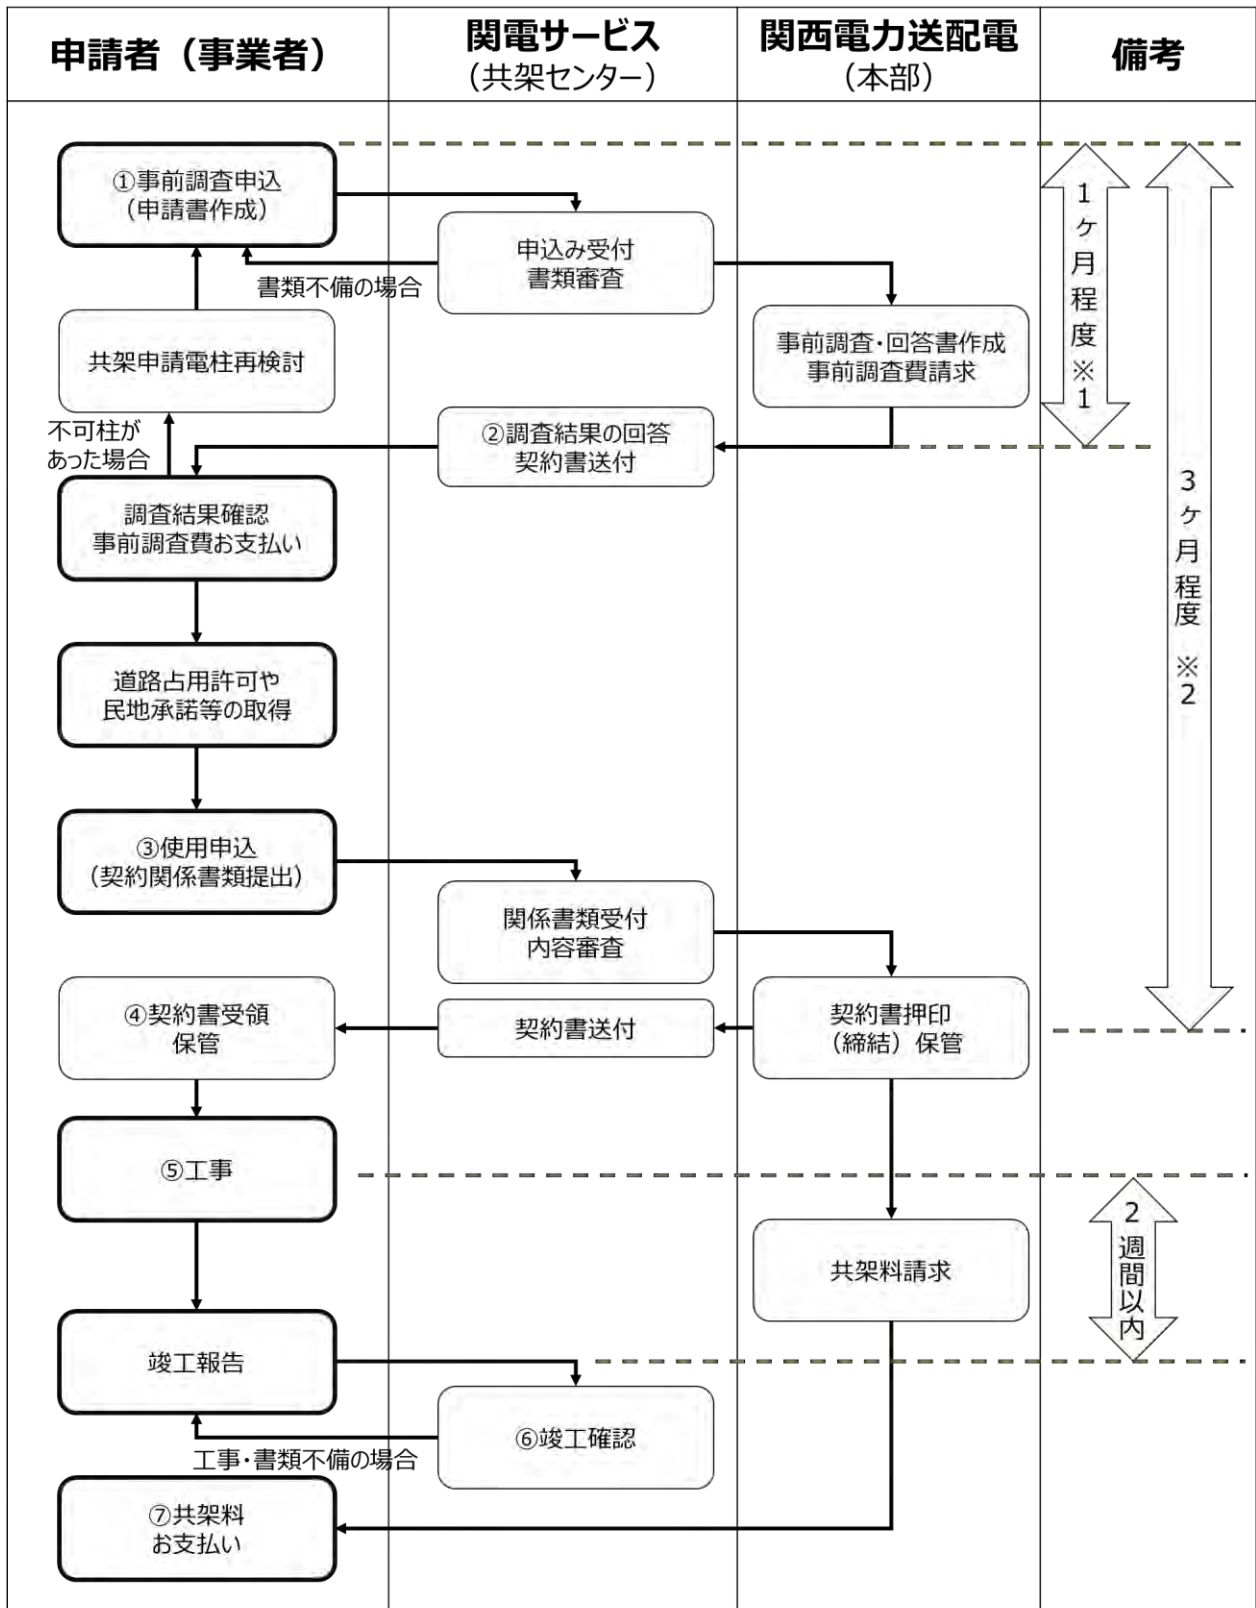 申請者（事業者）
関電サービス
（共架センター）
関西電力送配電
（本部）
備考
①事前調査申込
（申請書作成）
申込み受付
書類審査
書類不備の場合
事前調査・回答書作成
事前調査費請求
1ヶ月程度※1
共架申請電柱再検討
不可柱が
あった場合
②調査結果の回答
契約書送付
調査結果確認
事前調査費お支払い
3ヶ月程度 ※2
道路占用許可や
民地承諾等の取得
③使用申込
（契約関係書類提出）
関係書類受付
内容審査
④契約書受領
保管
契約書送付
契約書押印
（締結）保管
⑤工事
2週間以内
共架料請求
竣工報告
⑥竣工確認
工事・書類不備の場合
⑦共架料
お支払い